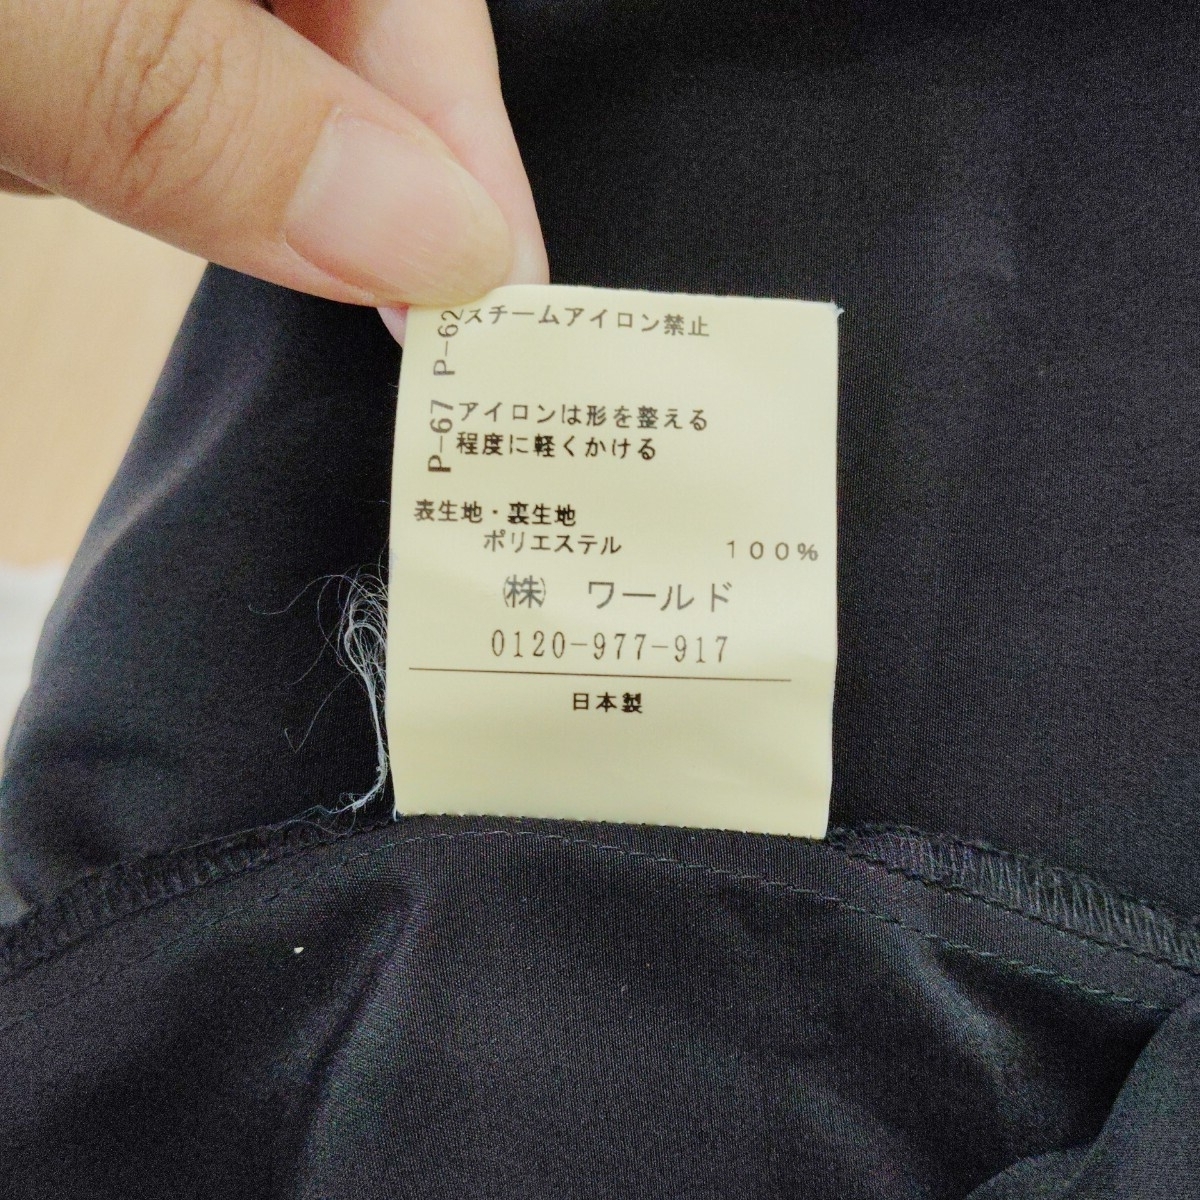 P-62 スチームアイロン禁止
P-67 アイロンは形を整える
程度に軽くかける
表生地・裏生地
ポリエステル 100%
㈱ ワールド
0120-977-917
日本製